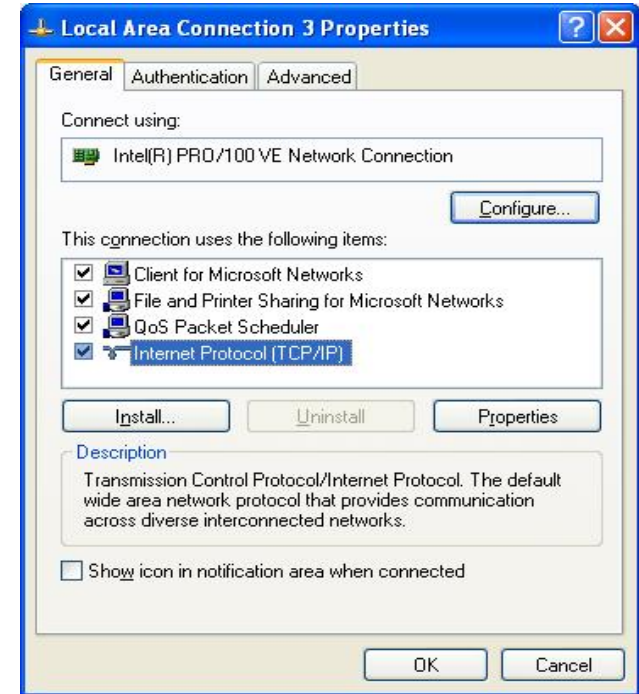 Local Area Connection 3 Properties
General Authentication Advanced
Connect using:
Intel(R) PRO/100 VE Network Connection
Configure...
This connection uses the following items:
Client for Microsoft Networks
File and Printer Sharing for Microsoft Networks
QoS Packet Scheduler
Internet Protocol (TCP/IP)
Install... Uninstall Properties
Description
Transmission Control Protocol/Internet Protocol. The default
wide area network protocol that provides communication
across diverse interconnected networks.
Show icon in notification area when connected
OK Cancel